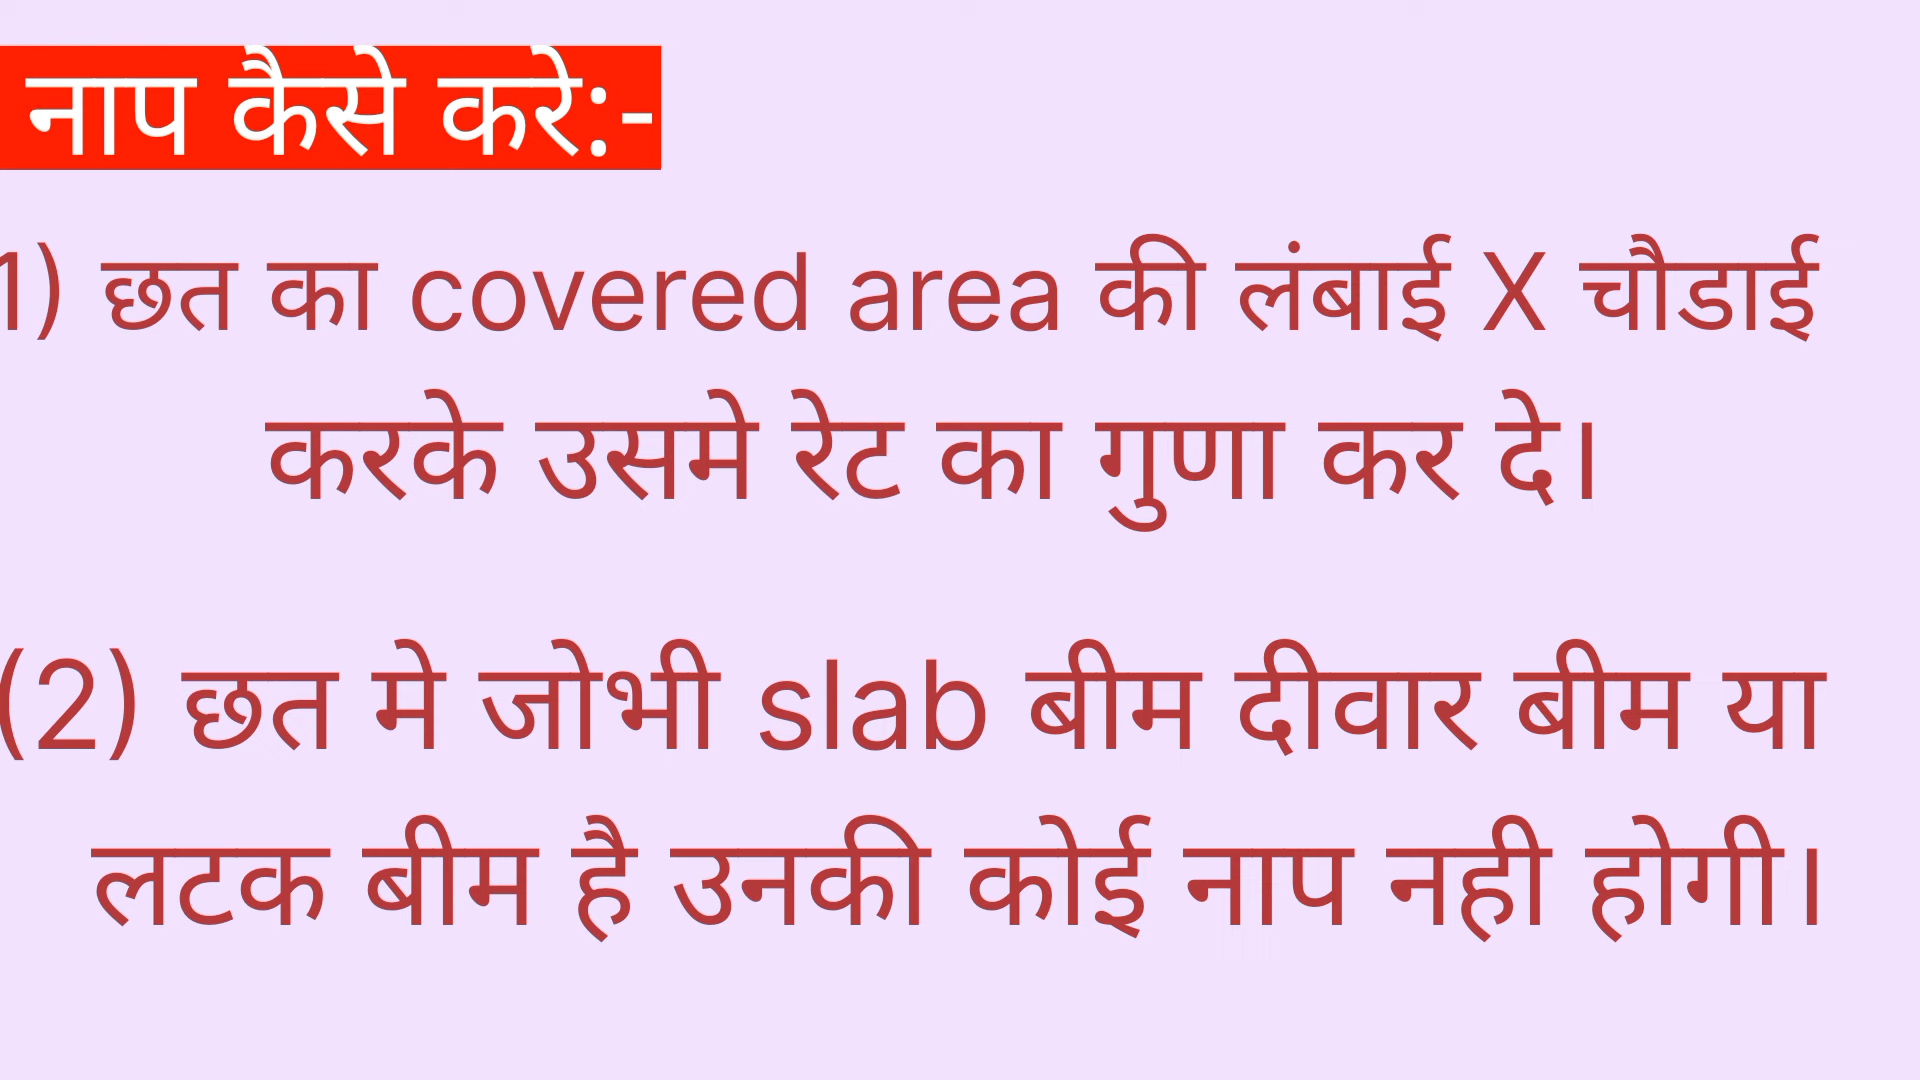 नाप कैसे करे:-
1) छत का covered area की लंबाई X चौडाई
करके उसमे रेट का गुणा कर दे।
(2) छत मे जोभी slab बीम दीवार बीम या
लटक बीम है उनकी कोई नाप नही होगी।